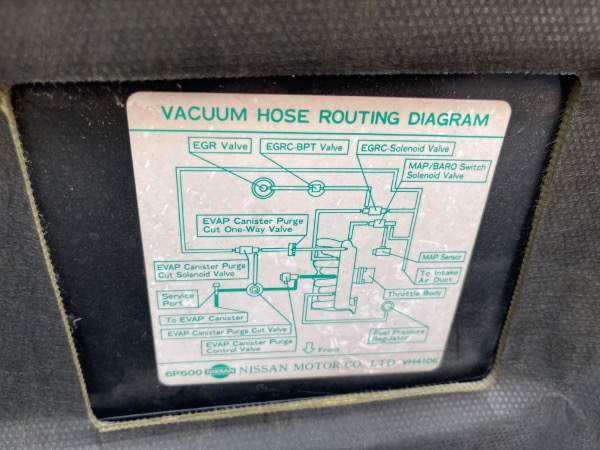 VACUUM HOSE ROUTING DIAGRAM
EGR Valve
EGRC-BPT Valve
EGRC-Solenoid Valve
MAP/BARO Switch
Solenoid Valve
EVAP Canister Purge
Cut One-Way Valve
MAP Sensor
EVAP Canister Purge
Cut Solenoid Valve
To Intake
Air Duct
Service
Port
Throttle Body
To EVAP Canister
EVAP Canister Purge Cut Valve
Fuel Pressure
Regulator
EVAP Canister Purge
Control Valve
Front
6P600 NISSAN NISSAN MOTOR CO., LTD. VH41DE